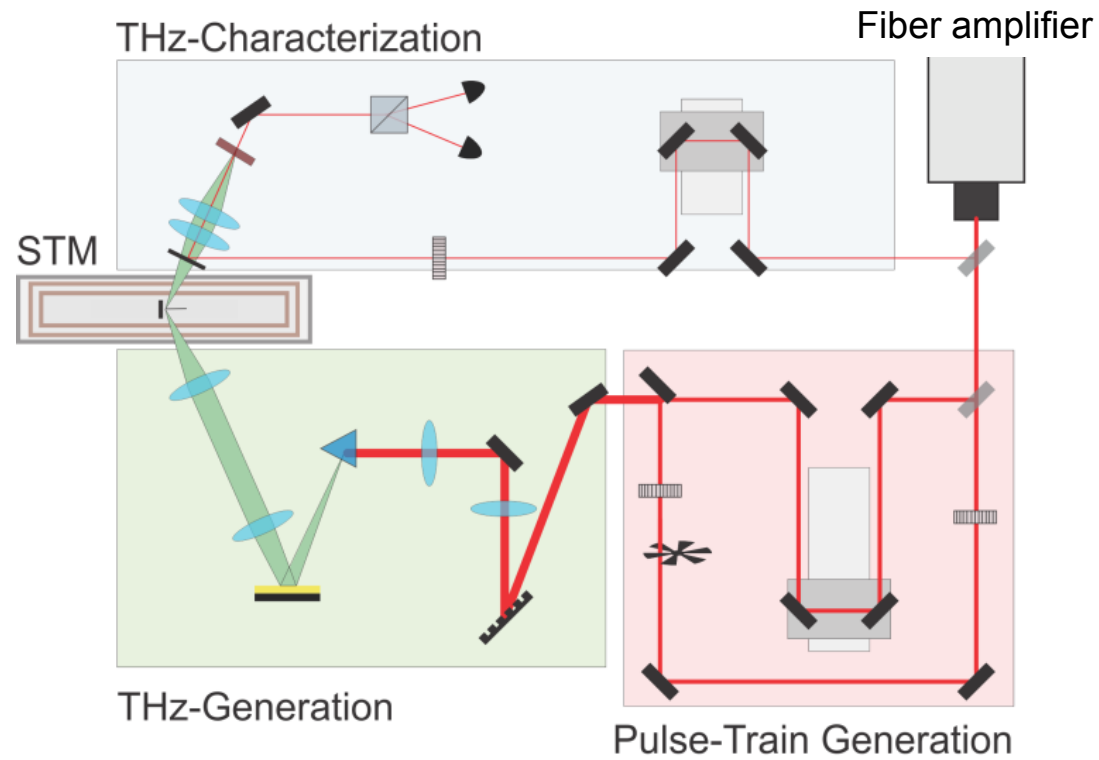 Fiber amplifier
THz-Characterization
STM
THz-Generation
Pulse-Train Generation